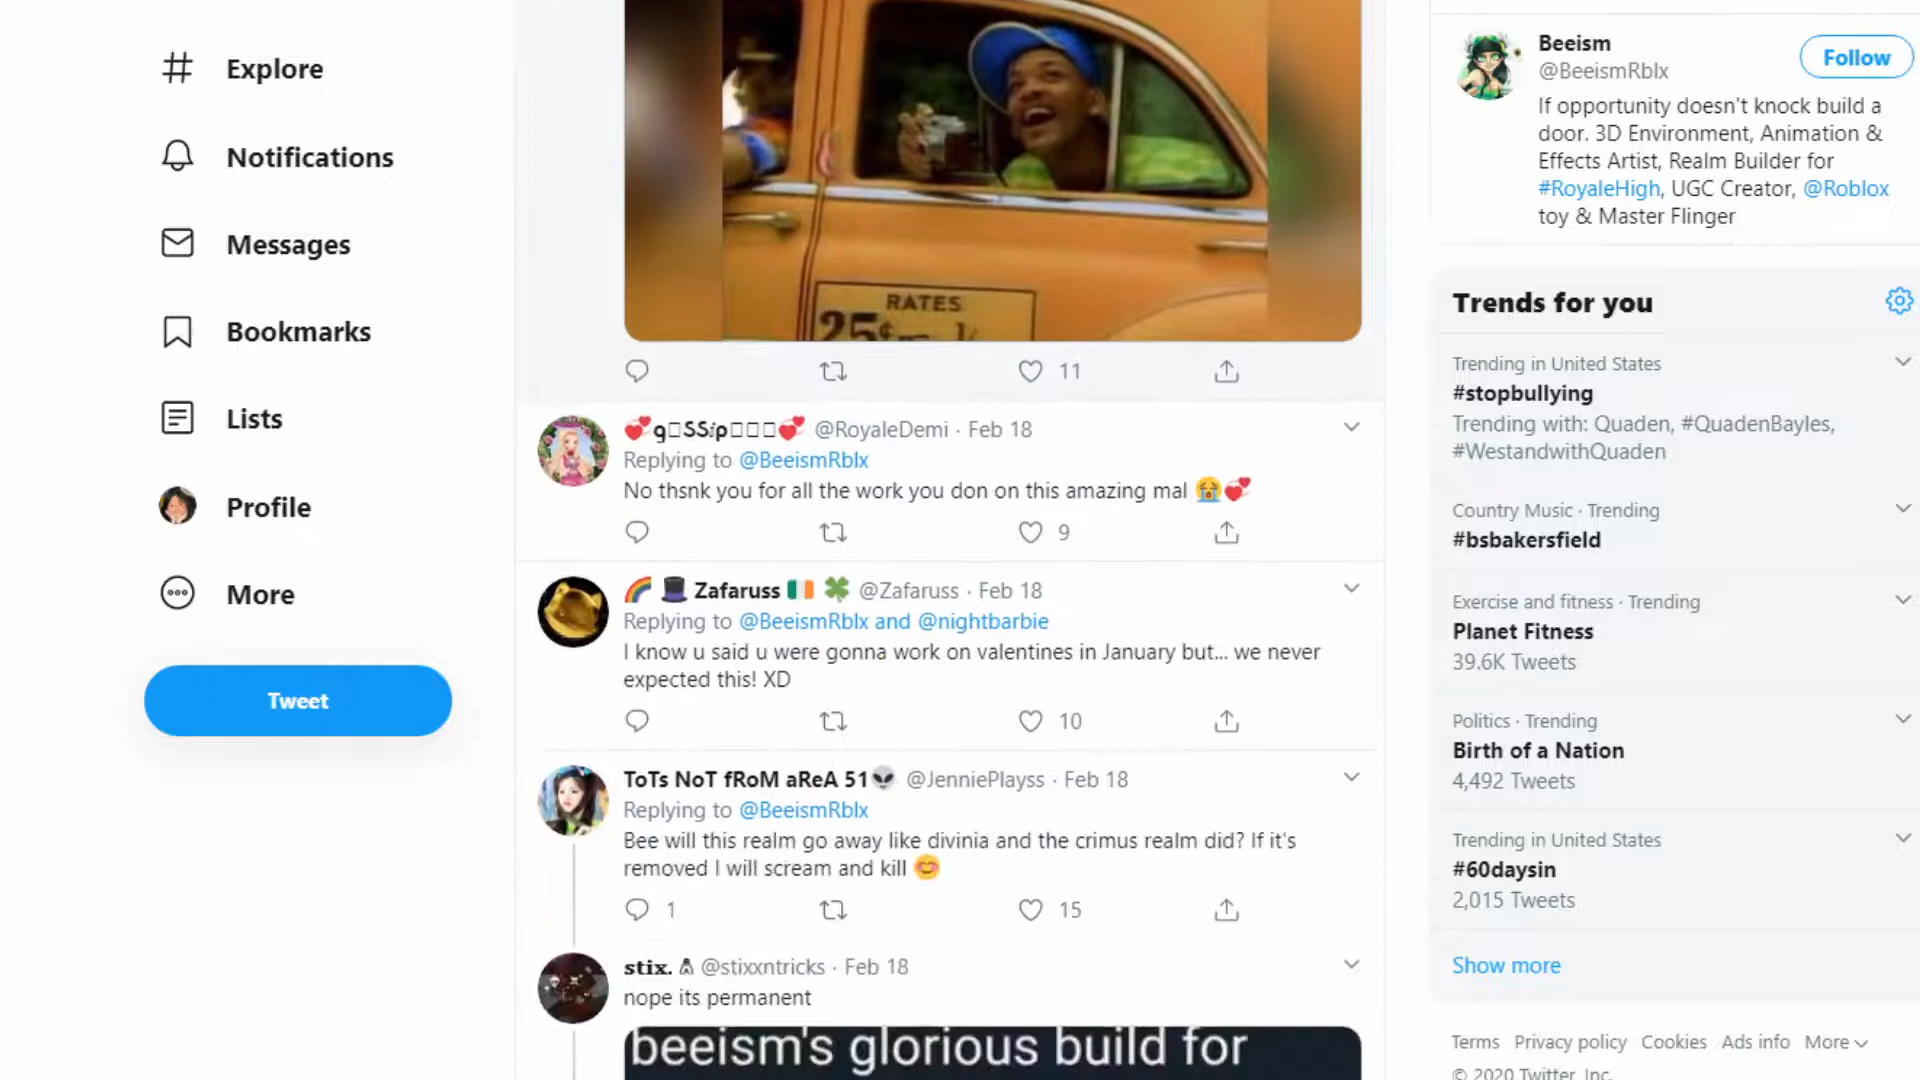 Explore
Notifications
Messages
Bookmarks
Lists
Profile
More
Tweet
RATES
25¢
11
@RoyaleDemi · Feb 18
Replying to @BeeismRblx
No thsnk you for all the work you don on this amazing mal 😭💞
9
🌈 🎩 Zafaruss 🇮🇪 🍀 @Zafaruss · Feb 18
Replying to @BeeismRblx and @nightbarbie
I know u said u were gonna work on valentines in January but... we never
expected this! XD
10
ToTs NoT fRoM aReA 51👽 @JenniePlayss · Feb 18
Replying to @BeeismRblx
Bee will this realm go away like divinia and the crimus realm did? If it's
removed I will scream and kill 😊
1
15
stix. @stixxntricks · Feb 18
nope its permanent
beeism's glorious build for
Beeism
@BeeismRblx
Follow
If opportunity doesn't knock build a
door. 3D Environment, Animation &
Effects Artist, Realm Builder for
#RoyaleHigh, UGC Creator, @Roblox
toy & Master Flinger
Trends for you
Trending in United States
#stopbullying
Trending with: Quaden, #QuadenBayles,
#WestandwithQuaden
Country Music · Trending
#bsbakersfield
Exercise and fitness · Trending
Planet Fitness
39.6K Tweets
Politics · Trending
Birth of a Nation
4,492 Tweets
Trending in United States
#60daysin
2,015 Tweets
Show more
Terms Privacy policy Cookies Ads info More
© 2020 Twitter, Inc.